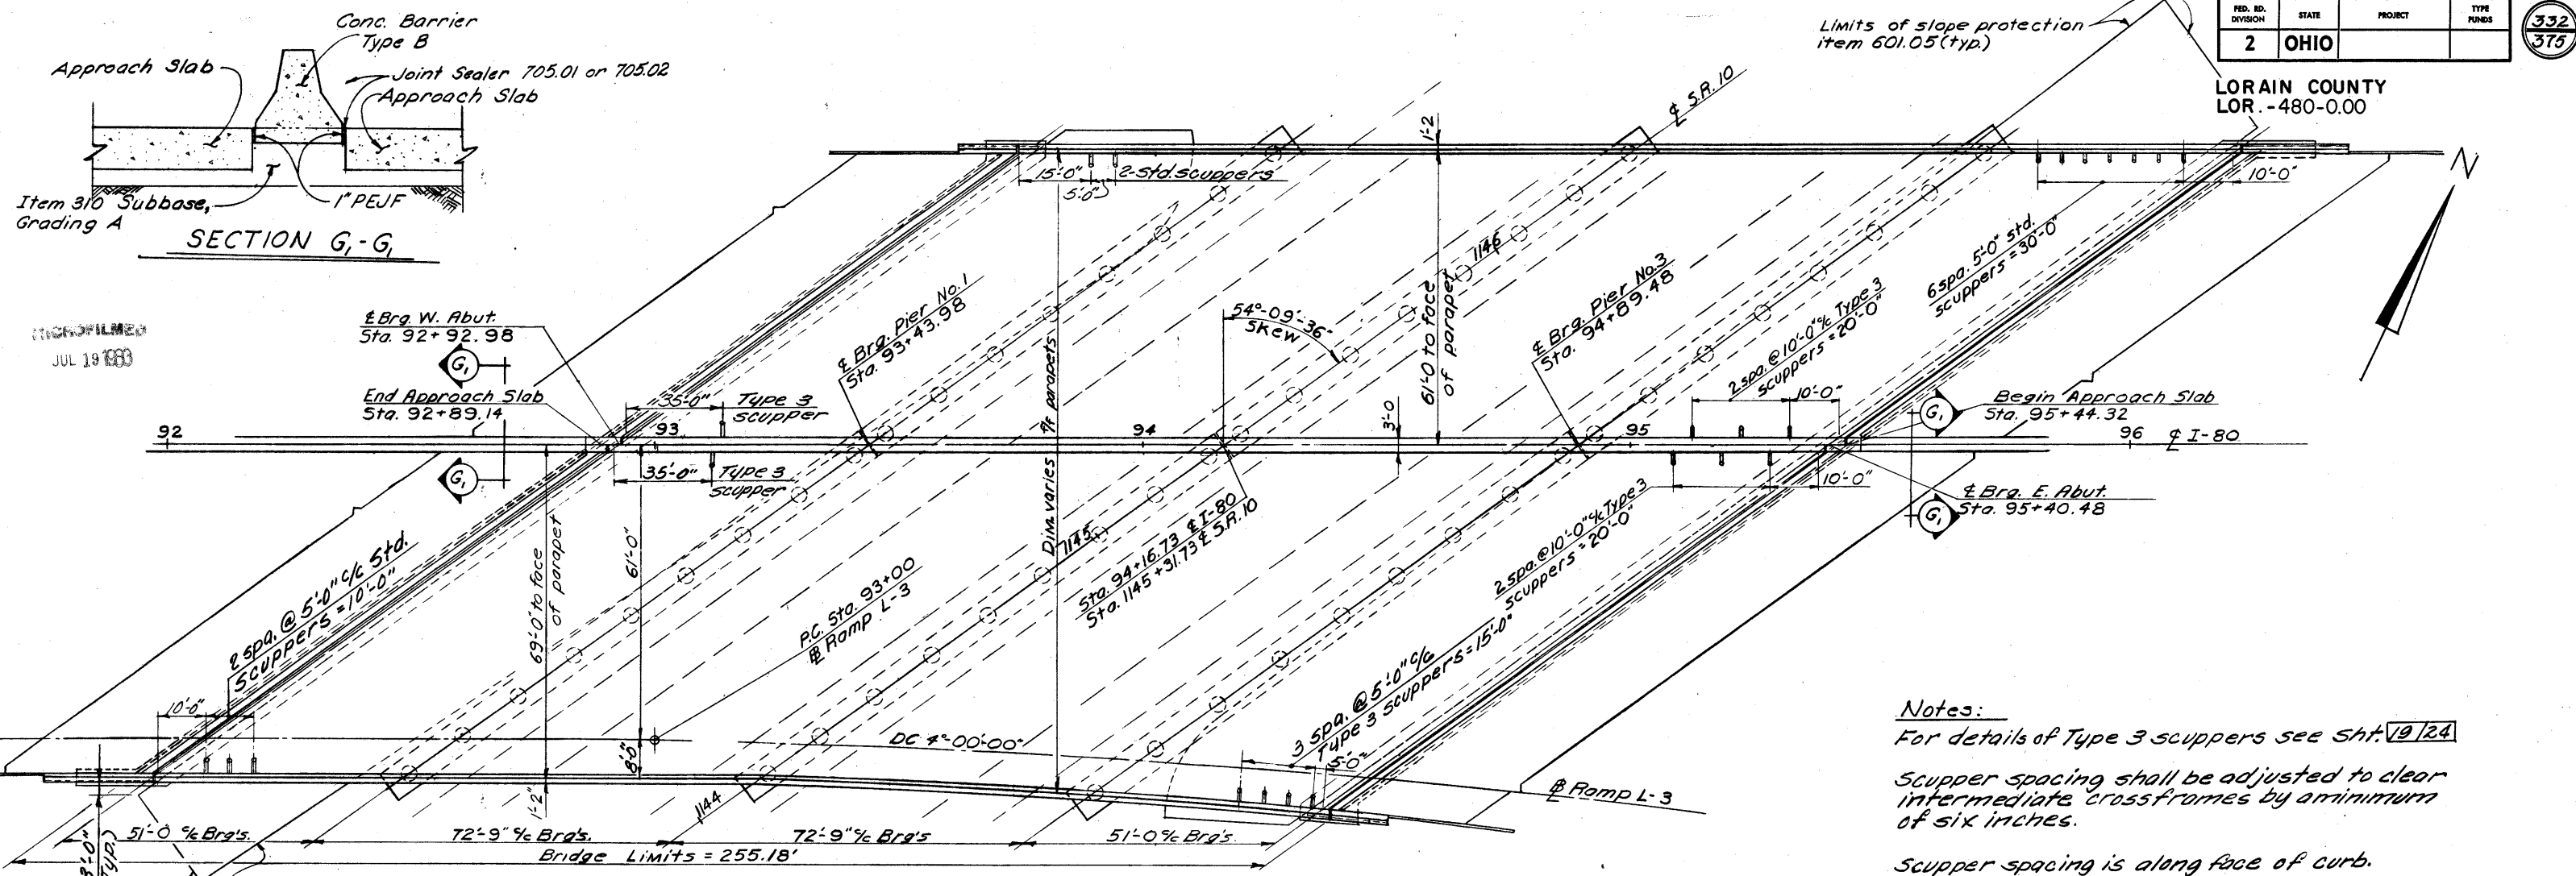 Conc. Barrier
Type B
Approach Slab
Joint Sealer 705.01 or 705.02
Approach Slab
Item 310 Subbase,
Grading A
1" PEJF
SECTION G₁-G₁
Limits of slope protection
item 601.05 (typ.)
FED. RD. DIVISION
STATE
PROJECT
TYPE FUNDS
2
OHIO
332
375
LORAIN COUNTY
LOR.-480-0.00
N
MICROFILMED
JUL 19 1983
℄ S.R. 10
1'-2
15'-0"
5'-0"
2-Std. scuppers
10'-0"
6 spa. 5'-0" std.
scuppers = 30'-0"
℄ Brg. W. Abut.
Sta. 92+92.98
G₁
End Approach Slab
Sta. 92+89.14
G₁
℄ Brg. Pier No.1
Sta. 93+43.98
54°-09'-36"
Skew
1146
61'-0 to face
of parapet
℄ Brg. Pier No.3
Sta. 94+89.48
2 spa. @ 10'-0" c/c Type 3
scuppers = 20'-0"
10'-0"
G₁
Begin Approach Slab
Sta. 95+44.32
35'-0"
Type 3
scupper
Dim. varies f/f parapets
3'-0
92
93
94
95
96
℄ I-80
35'-0"
Type 3
scupper
10'-0"
℄ Brg. E. Abut.
Sta. 95+40.48
G₁
2 spa. @ 5'-0" c/c Std.
scuppers = 10'-0"
69'-0" to face
of parapet
61'-0"
P.C. Sta. 93+00
℄ Ramp L-3
1145
Sta. 94+16.73 ℄ I-80
Sta. 1145+31.73 ℄ S.R. 10
2 spa. @ 10'-0" c/c Type 3
scuppers = 20'-0"
3 spa. @ 5'-0" c/c
Type 3 scuppers = 15'-0"
5'-0"
10'-0"
8'-0"
DC 4°-00'-00"
℄ Ramp L-3
1'-2"
1144
3'-0"
Typ.)
51'-0 c/c Brg's.
72'-9" c/c Brg's.
72'-9" c/c Brg's
51'-0 c/c Brg's.
Bridge Limits = 255.18'
Notes:
For details of Type 3 scuppers see Sht. 19/24
Scupper spacing shall be adjusted to clear
intermediate crossframes by a minimum
of six inches.
Scupper spacing is along face of curb.